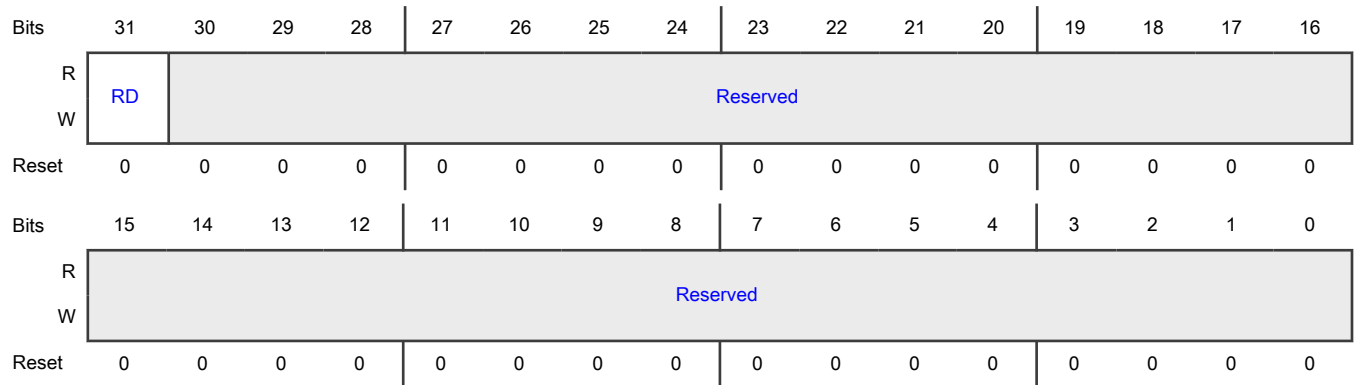 Bits 31 30 29 28 27 26 25 24 23 22 21 20 19 18 17 16
R
RD Reserved
W
Reset 0 0 0 0 0 0 0 0 0 0 0 0 0 0 0 0
Bits 15 14 13 12 11 10 9 8 7 6 5 4 3 2 1 0
R
Reserved
W
Reset 0 0 0 0 0 0 0 0 0 0 0 0 0 0 0 0